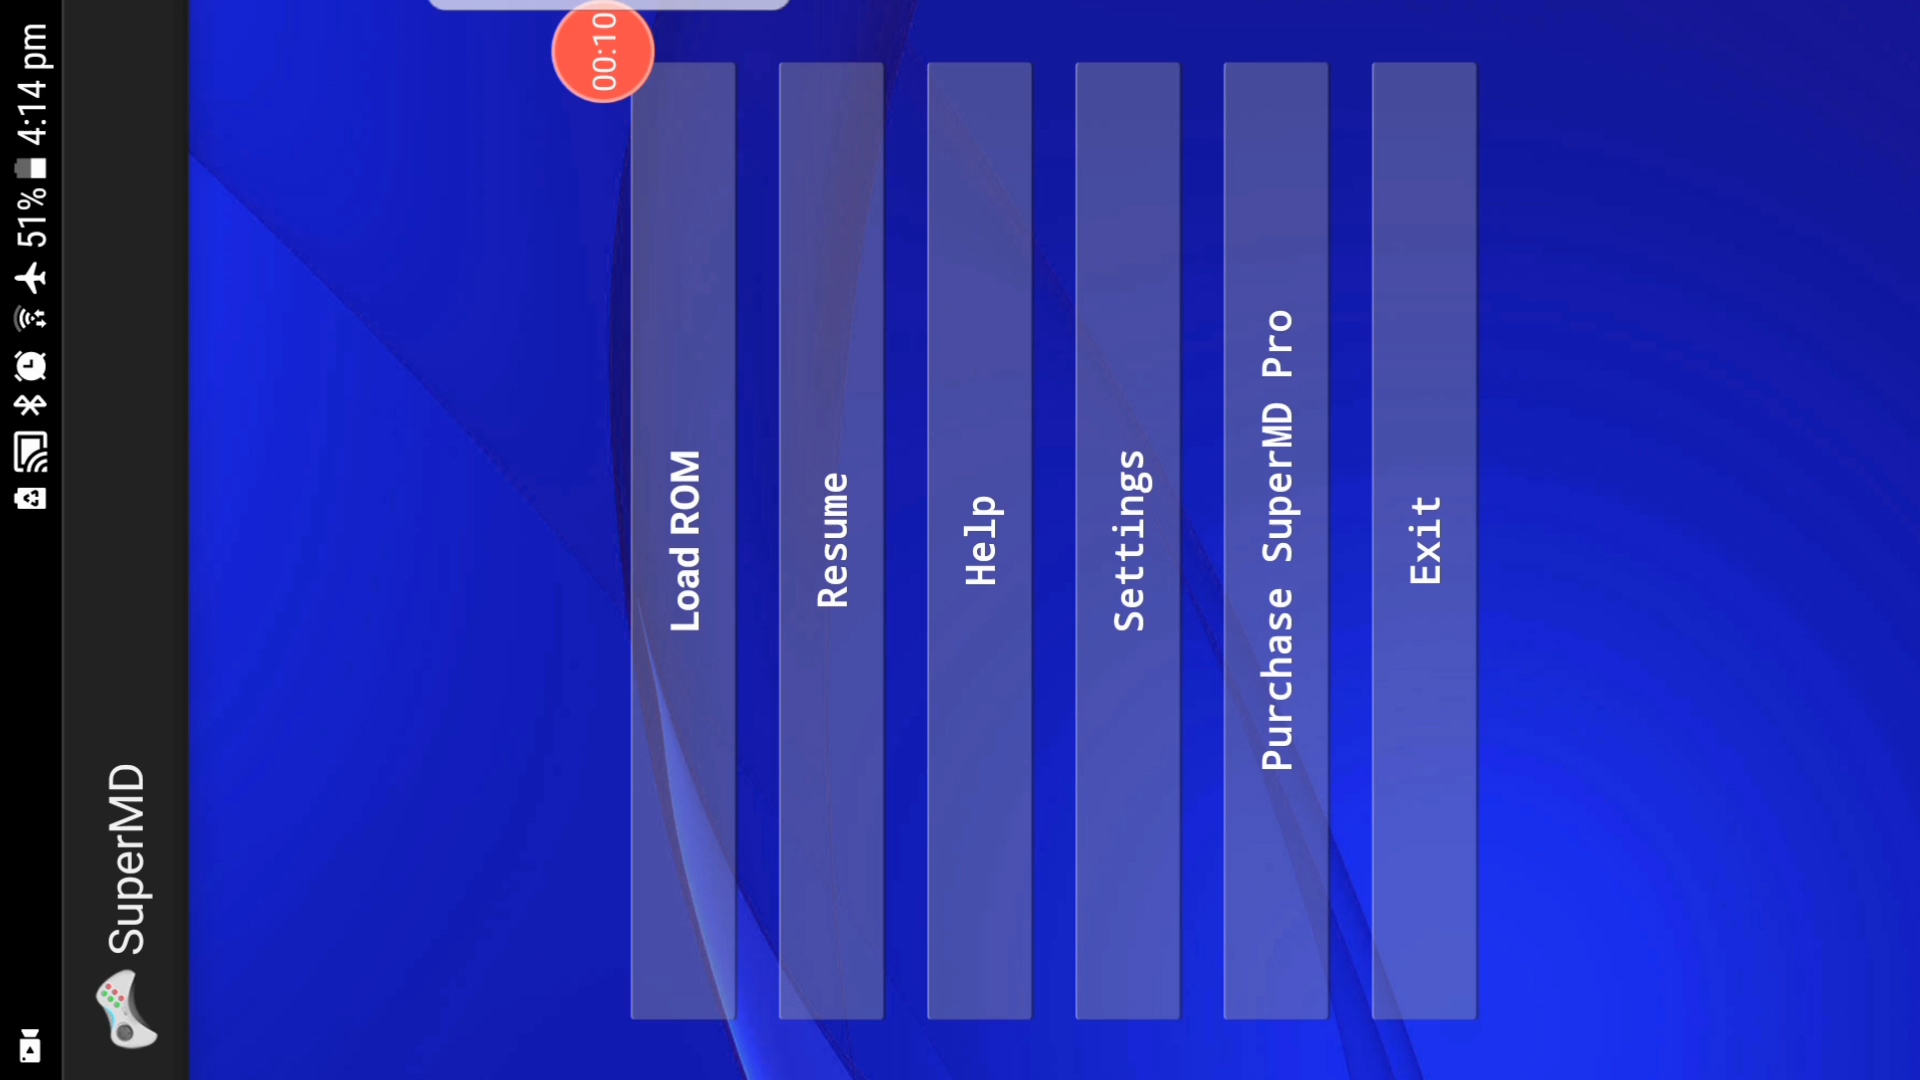 51% 4:14 pm
SuperMD
00:10
Load ROM
Resume
Help
Settings
Purchase SuperMD Pro
Exit